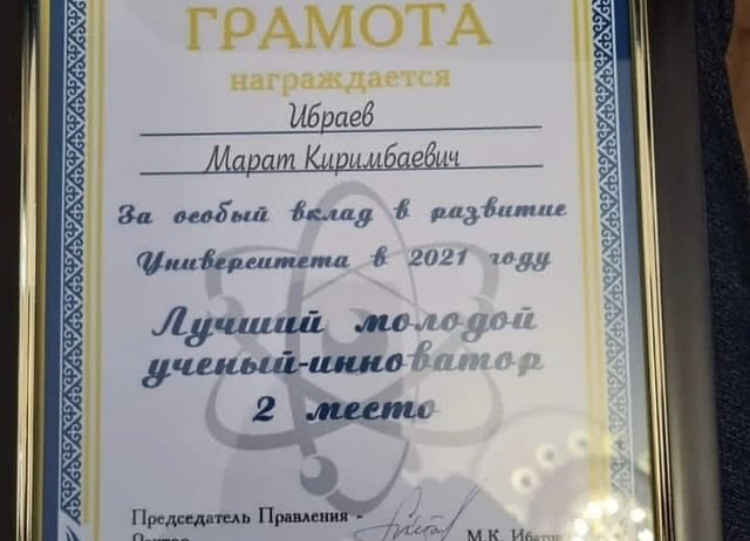 ГРАМОТА
награждается
Ибраев
Марат Киримбаевич
За особый вклад в развитие
Университета в 2021 году
Лучший молодой
ученый-инноватор
2 место
Председатель Правления -
М.К. Ибатов